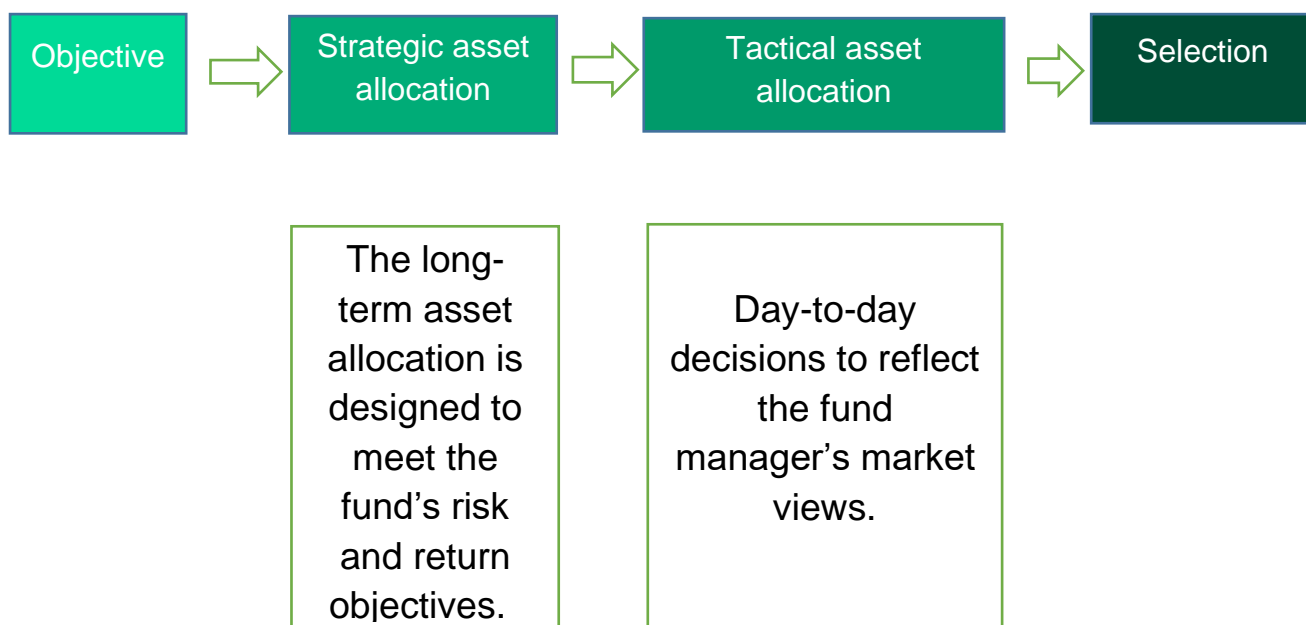 Objective
Strategic asset
allocation
Tactical asset
allocation
Selection
The long-
term asset
allocation is
designed to
meet the
fund’s risk
and return
objectives.
Day-to-day
decisions to reflect
the fund
manager’s market
views.